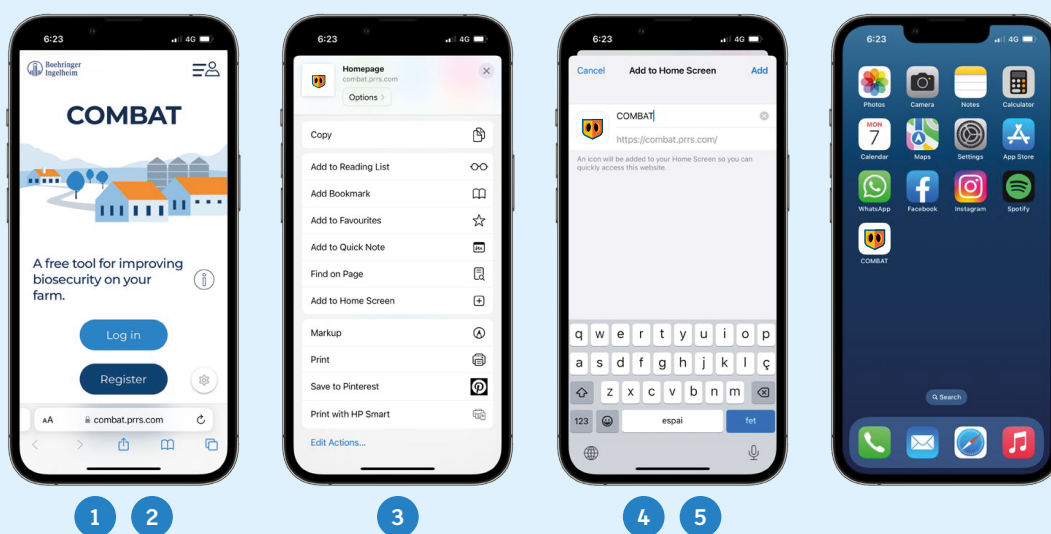 6:23
4G
Boehringer
Ingelheim
COMBAT
A free tool for improving
biosecurity on your
farm.
Log in
Register
AA
combat.prrs.com
1
2
6:23
4G
Homepage
combat.prrs.com
Options >
Copy
Add to Reading List
Add Bookmark
Add to Favourites
Add to Quick Note
Find on Page
Add to Home Screen
Markup
Print
Save to Pinterest
Print with HP Smart
Edit Actions...
3
6:23
4G
Cancel Add to Home Screen Add
COMBAT
https://combat.prrs.com/
An icon will be added to your Home Screen so you can
quickly access this website.
q w e r t y u i o p
a s d f g h j k l ç
z x c v b n m
123 espai fet
4
5
6:23
4G
Photos Camera Notes Calculator
MON
7
Calendar Maps Settings App Store
WhatsApp Facebook Instagram Spotify
COMBAT
Search